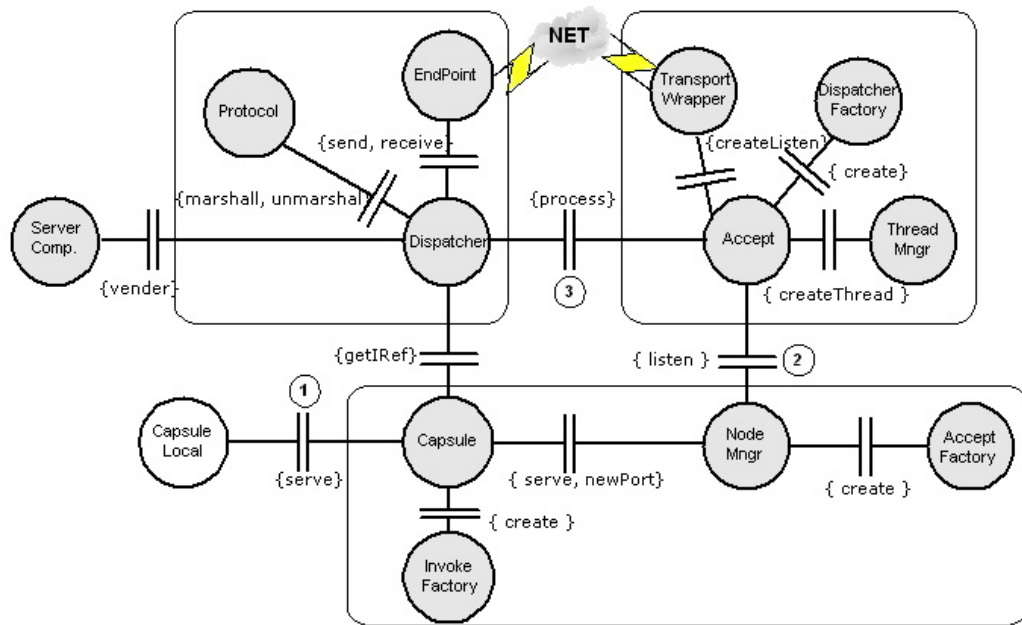 NET
EndPoint
Transport
Wrapper
Dispatcher
Factory
Protocol
{send, receive}
{createListen}
{ create}
{marshall, unmarshal}
{process}
Server
Comp.
Dispatcher
Accept
Thread
Mngr
{vender}
3
{ createThread }
{getIRef}
{ listen }
2
1
Capsule
Local
Capsule
Node
Mngr
Accept
Factory
{serve}
{ serve, newPort}
{ create }
{ create }
Invoke
Factory